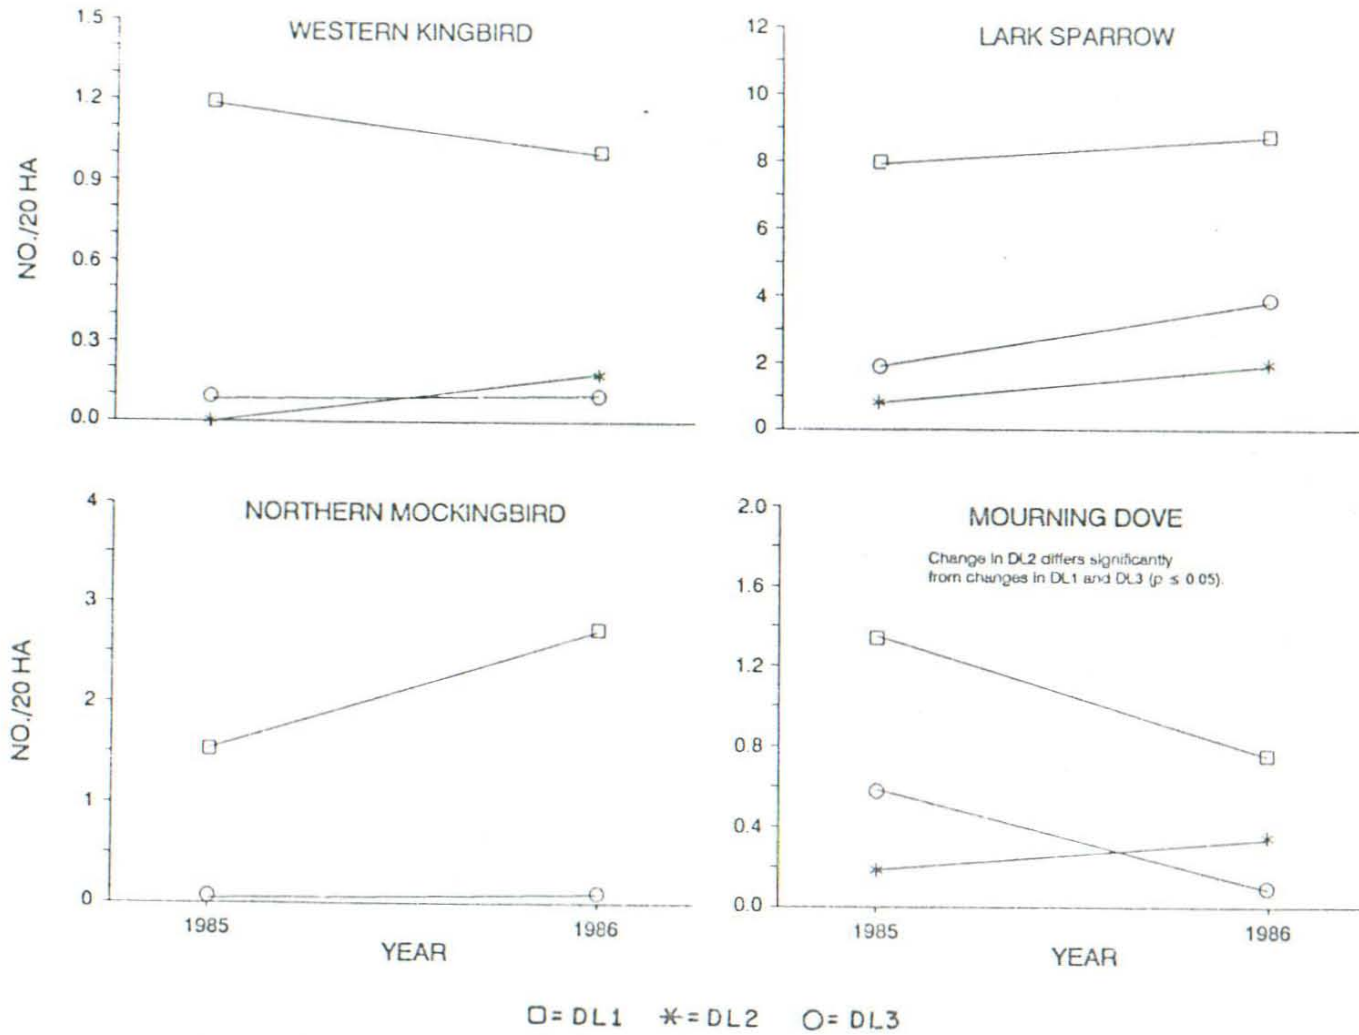 WESTERN KINGBIRD
NO./20 HA
1.5
1.2
0.9
0.6
0.3
0.0
LARK SPARROW
12
10
8
6
4
2
0
NORTHERN MOCKINGBIRD
NO./20 HA
4
3
2
1
0
1985
1986
YEAR
MOURNING DOVE
Change in DL2 differs significantly
from changes in DL1 and DL3 (p ≤ 0.05).
2.0
1.6
1.2
0.8
0.4
0.0
1985
1986
YEAR
□= DL1 ✳= DL2 ○= DL3